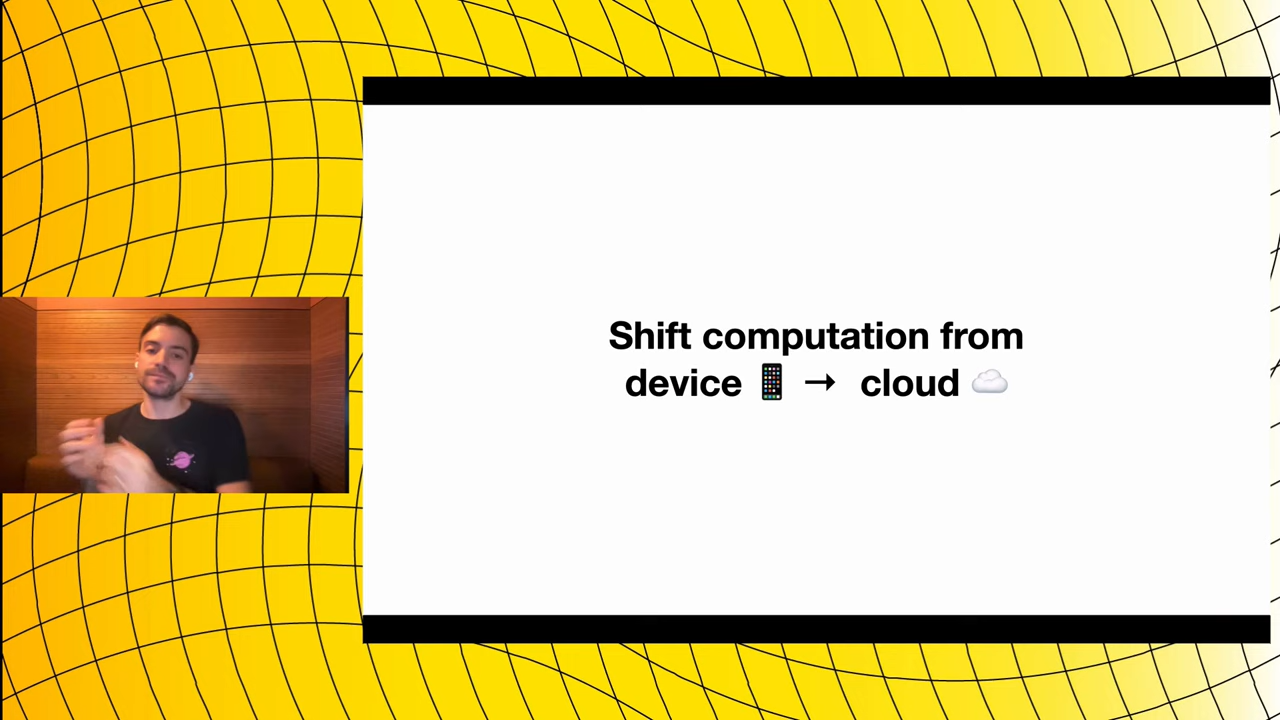 Shift computation from
device 📱 → cloud ☁️